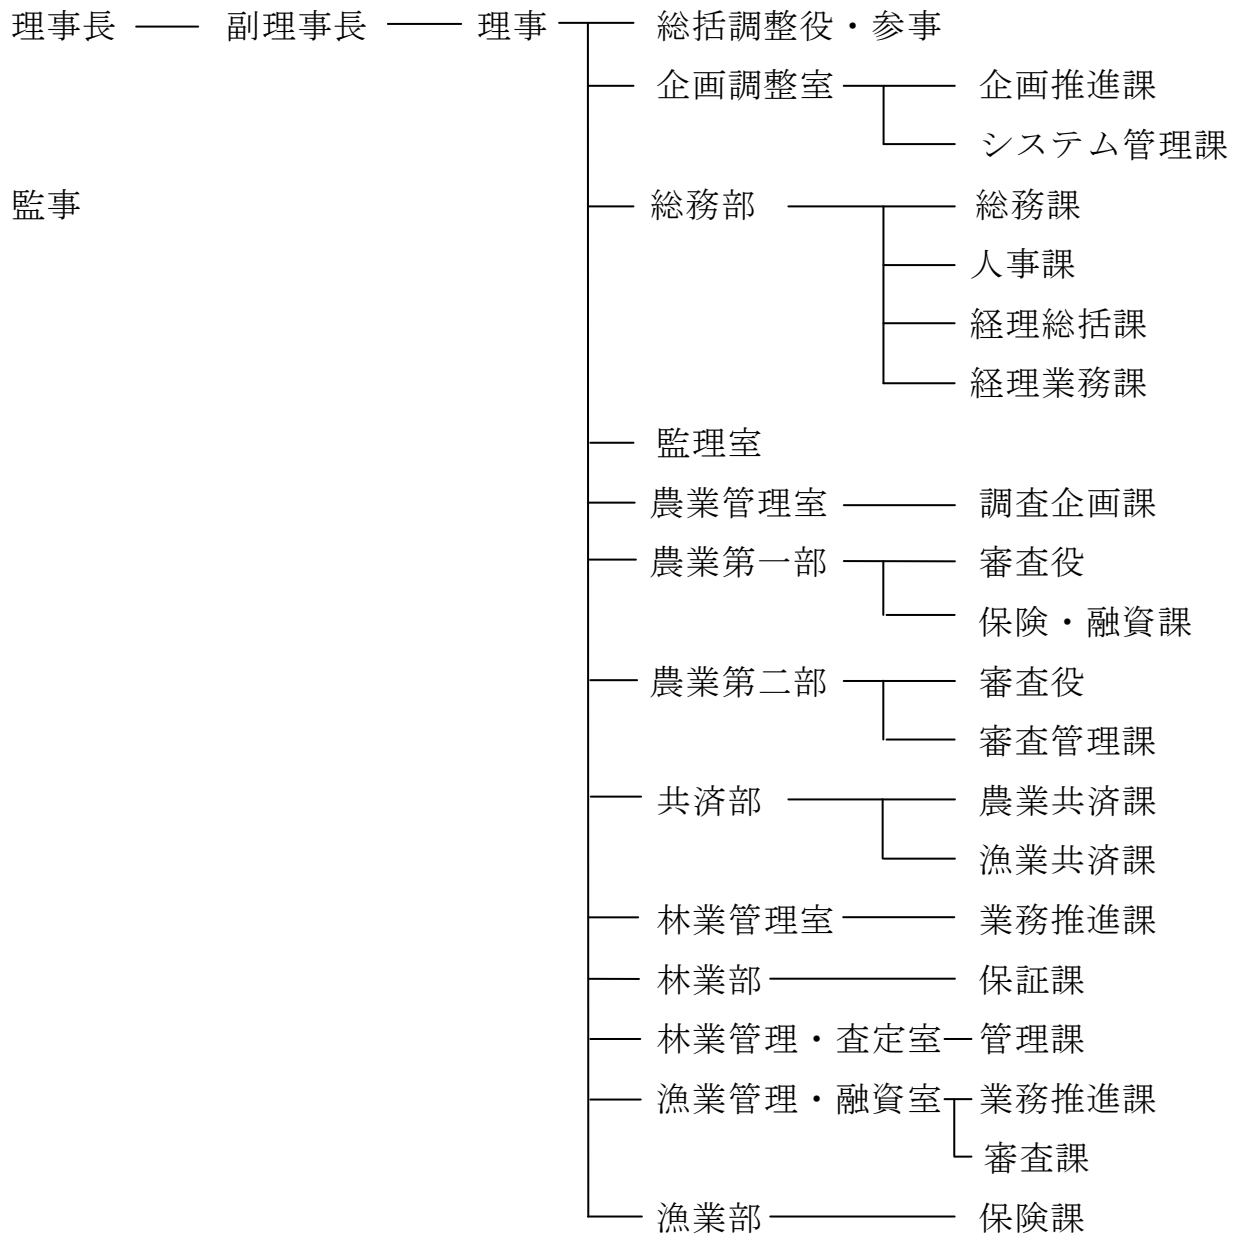 理事長 副理事長 理事 総括調整役・参事
企画調整室 企画推進課
システム管理課
監事 総務部 総務課
人事課
経理総括課
経理業務課
監理室
農業管理室 調査企画課
農業第一部 審査役
保険・融資課
農業第二部 審査役
審査管理課
共済部 農業共済課
漁業共済課
林業管理室 業務推進課
林業部 保証課
林業管理・査定室 管理課
漁業管理・融資室 業務推進課
審査課
漁業部 保険課